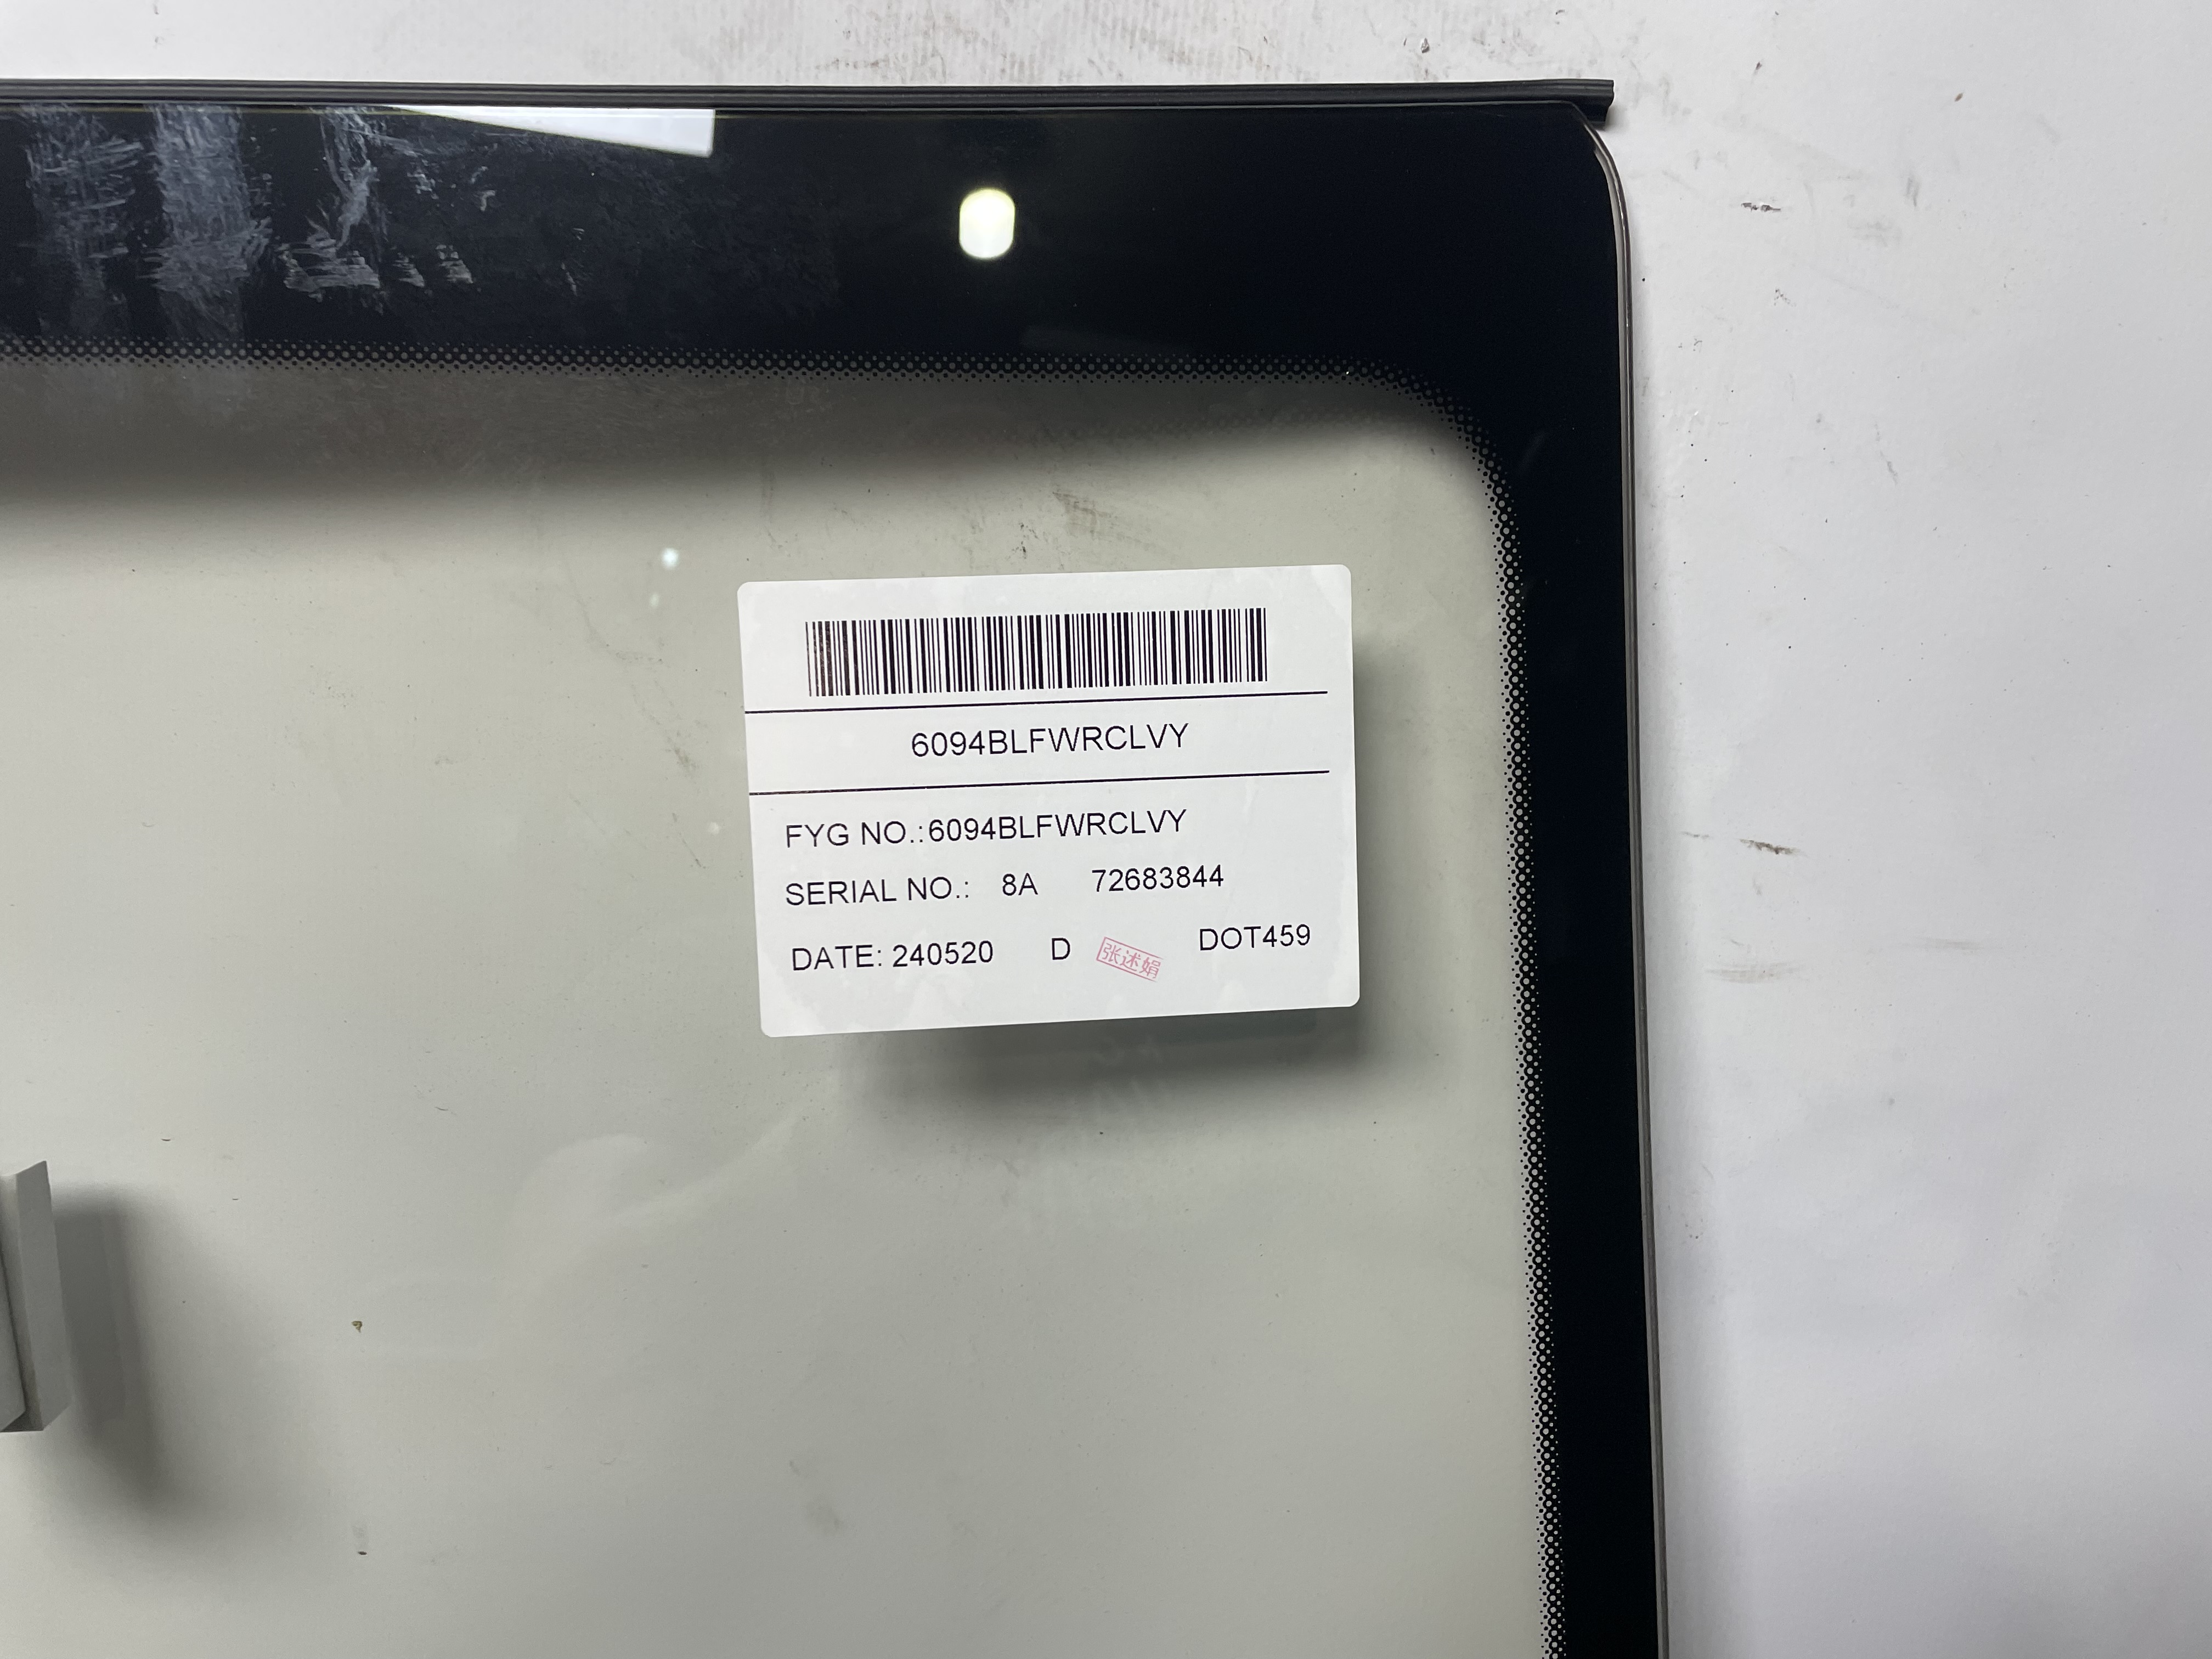 6094BLFWRCLVY
FYG NO.:6094BLFWRCLVY
SERIAL NO.: 8A 72683844
DATE: 240520 D 张述娟 DOT459